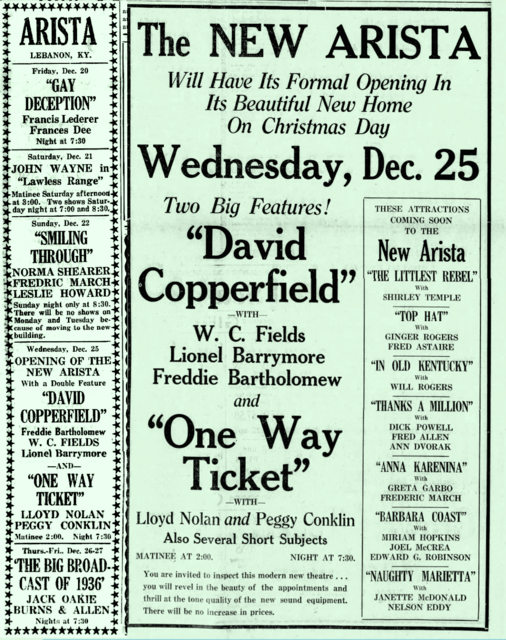 ARISTA
LEBANON, KY.
Friday, Dec. 20
"GAY
DECEPTION"
Francis Lederer
Frances Dee
Night at 7:30
Saturday, Dec. 21
JOHN WAYNE in
"Lawless Range"
Matinee Saturday afternoon
at 3:00. Two shows Satur-
day night at 7:00 and 8:30.
Sunday, Dec. 22
"SMILING
THROUGH"
NORMA SHEARER
FREDRIC MARCH
LESLIE HOWARD
Sunday night only at 8:30.
There will be no shows on
Monday and Tuesday be-
cause of moving to the new
building.
Wednesday, Dec. 25
OPENING OF THE
NEW ARISTA
With a Double Feature
"DAVID
COPPERFIELD"
Freddie Bartholomew
W. C. FIELDS
Lionel Barrymore
—AND—
"ONE WAY
TICKET"
LLOYD NOLAN
PEGGY CONKLIN
Matinee 2:00. Night 7:30
Thurs.-Fri. Dec. 26-27
'THE BIG BROAD-
CAST OF 1936'
JACK OAKIE
BURNS & ALLEN
Nights at 7:30
The NEW ARISTA
Will Have Its Formal Opening In
Its Beautiful New Home
On Christmas Day
Wednesday, Dec. 25
Two Big Features!
"David
Copperfield"
—WITH—
W. C. Fields
Lionel Barrymore
Freddie Bartholomew
and
"One Way
Ticket"
—WITH—
Lloyd Nolan and Peggy Conklin
Also Several Short Subjects
MATINEE AT 2:00. NIGHT AT 7:30.
You are invited to inspect this modern new theatre . . .
you will revel in the beauty of the appointments and
thrill at the tone quality of the new sound equipment.
There will be no increase in prices.
THESE ATTRACTIONS
COMING SOON
TO THE
New Arista
"THE LITTLEST REBEL"
With
SHIRLEY TEMPLE
"TOP HAT"
With
GINGER ROGERS
FRED ASTAIRE
"IN OLD KENTUCKY"
With
WILL ROGERS
"THANKS A MILLION"
With
DICK POWELL
FRED ALLEN
ANN DVORAK
"ANNA KARENINA"
With
GRETA GARBO
FREDERIC MARCH
"BARBARA COAST"
With
MIRIAM HOPKINS
JOEL McCREA
EDWARD G. ROBINSON
"NAUGHTY MARIETTA"
With
JANETTE McDONALD
NELSON EDDY